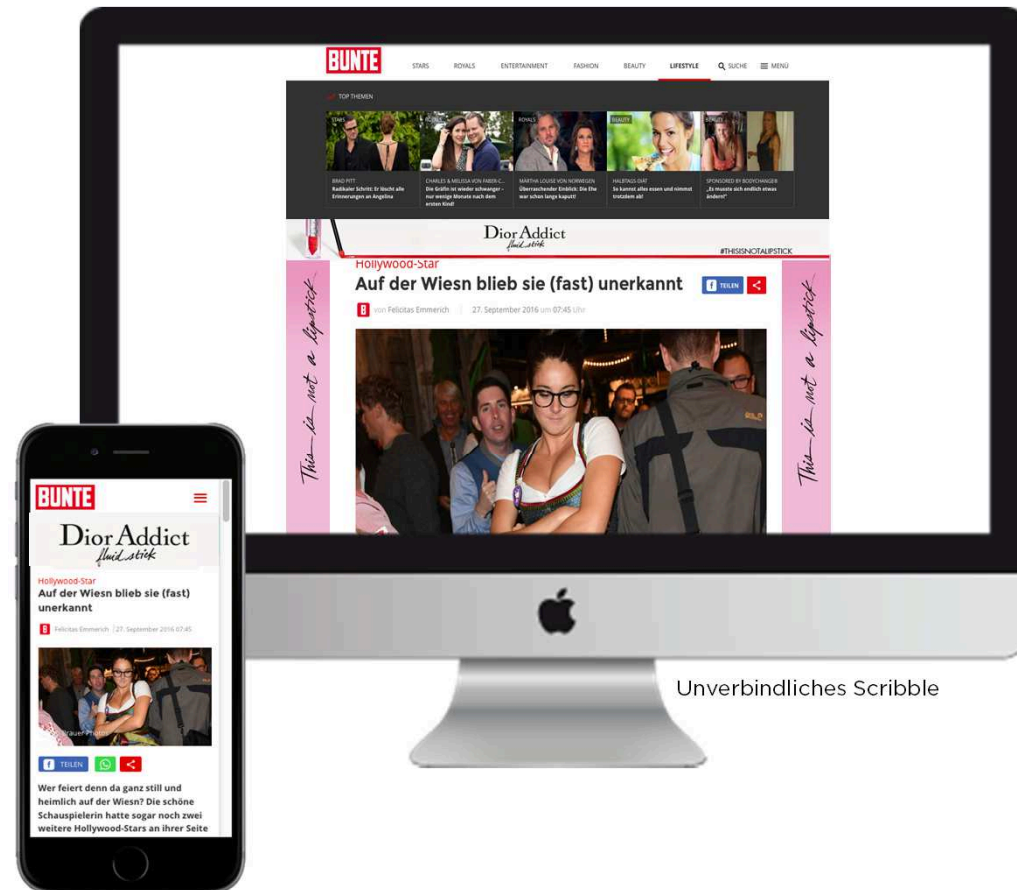 BUNTE
STARS ROYALS ENTERTAINMENT FASHION BEAUTY LIFESTYLE SUCHE MENÜ
TOP THEMEN
STARS ROYALS ROYALS BEAUTY BEAUTY
BRAD PITT
Radikaler Schritt: Er löscht alle
Erinnerungen an Angelina
CHARLES & MELISSA VON FABER-C...
Die Gräfin ist wieder schwanger –
nur wenige Monate nach dem
ersten Kind!
MÄRTHA LOUISE VON NORWEGEN
Überraschender Einblick: Die Ehe
war schon lange kaputt!
HALBTAGS-DIÄT
So kannst alles essen und nimmst
trotzdem ab!
SPONSORED BY BODYCHANGE®
„Es musste sich endlich etwas
ändern!"
Dior Addict
fluid stick
#THISISNOTALIPSTICK
This is not a lipstick
Hollywood-Star
Auf der Wiesn blieb sie (fast) unerkannt
f TEILEN
B von Felicitas Emmerich | 27. September 2016 um 07:45 Uhr
This is not a lipstick
BUNTE
Dior Addict
fluid stick
Hollywood-Star
Auf der Wiesn blieb sie (fast)
unerkannt
B Felicitas Emmerich | 27. September 2016 07:45
rauer Photos
f TEILEN
Wer feiert denn da ganz still und
heimlich auf der Wiesn? Die schöne
Schauspielerin hatte sogar noch zwei
weitere Hollywood-Stars an ihrer Seite
Unverbindliches Scribble